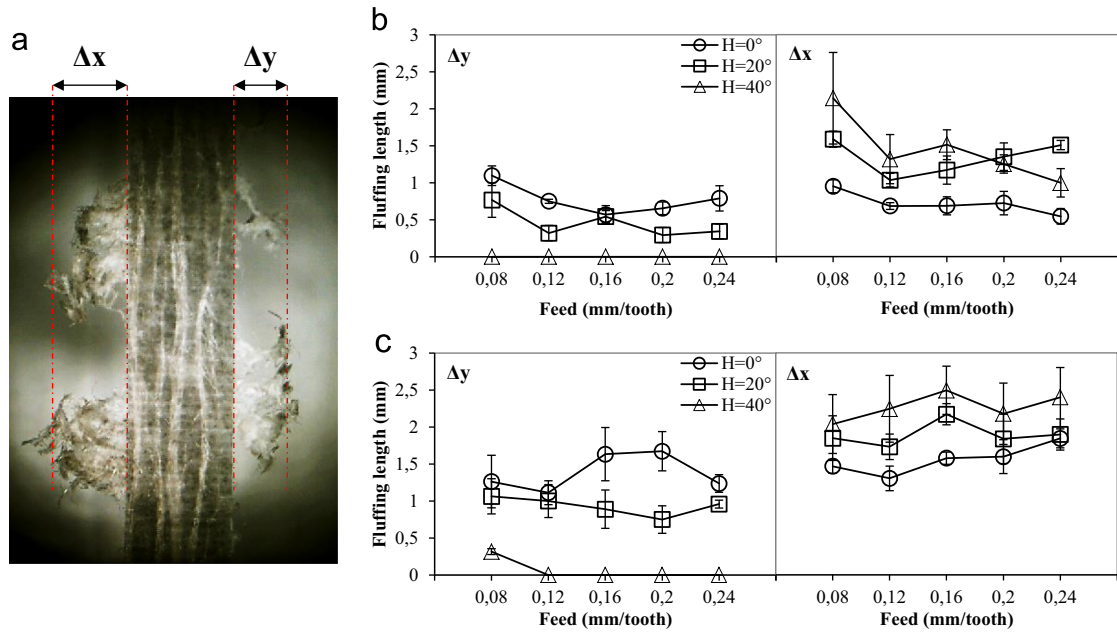 a
Δx
Δy
b
Fluffing length (mm)
3
2,5
2
1,5
1
0,5
0
Δy
H=0°
H=20°
H=40°
0,08 0,12 0,16 0,2 0,24
Feed (mm/tooth)
Δx
0,08 0,12 0,16 0,2 0,24
Feed (mm/tooth)
c
Fluffing length (mm)
3
2,5
2
1,5
1
0,5
0
Δy
H=0°
H=20°
H=40°
0,08 0,12 0,16 0,2 0,24
Feed (mm/tooth)
Δx
0,08 0,12 0,16 0,2 0,24
Feed (mm/tooth)